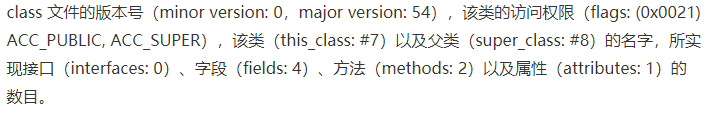 class 文件的版本号（minor version: 0，major version: 54），该类的访问权限（flags: (0x0021)
ACC_PUBLIC, ACC_SUPER），该类（this_class: #7）以及父类（super_class: #8）的名字，所实
现接口（interfaces: 0）、字段（fields: 4）、方法（methods: 2）以及属性（attributes: 1）的
数目。